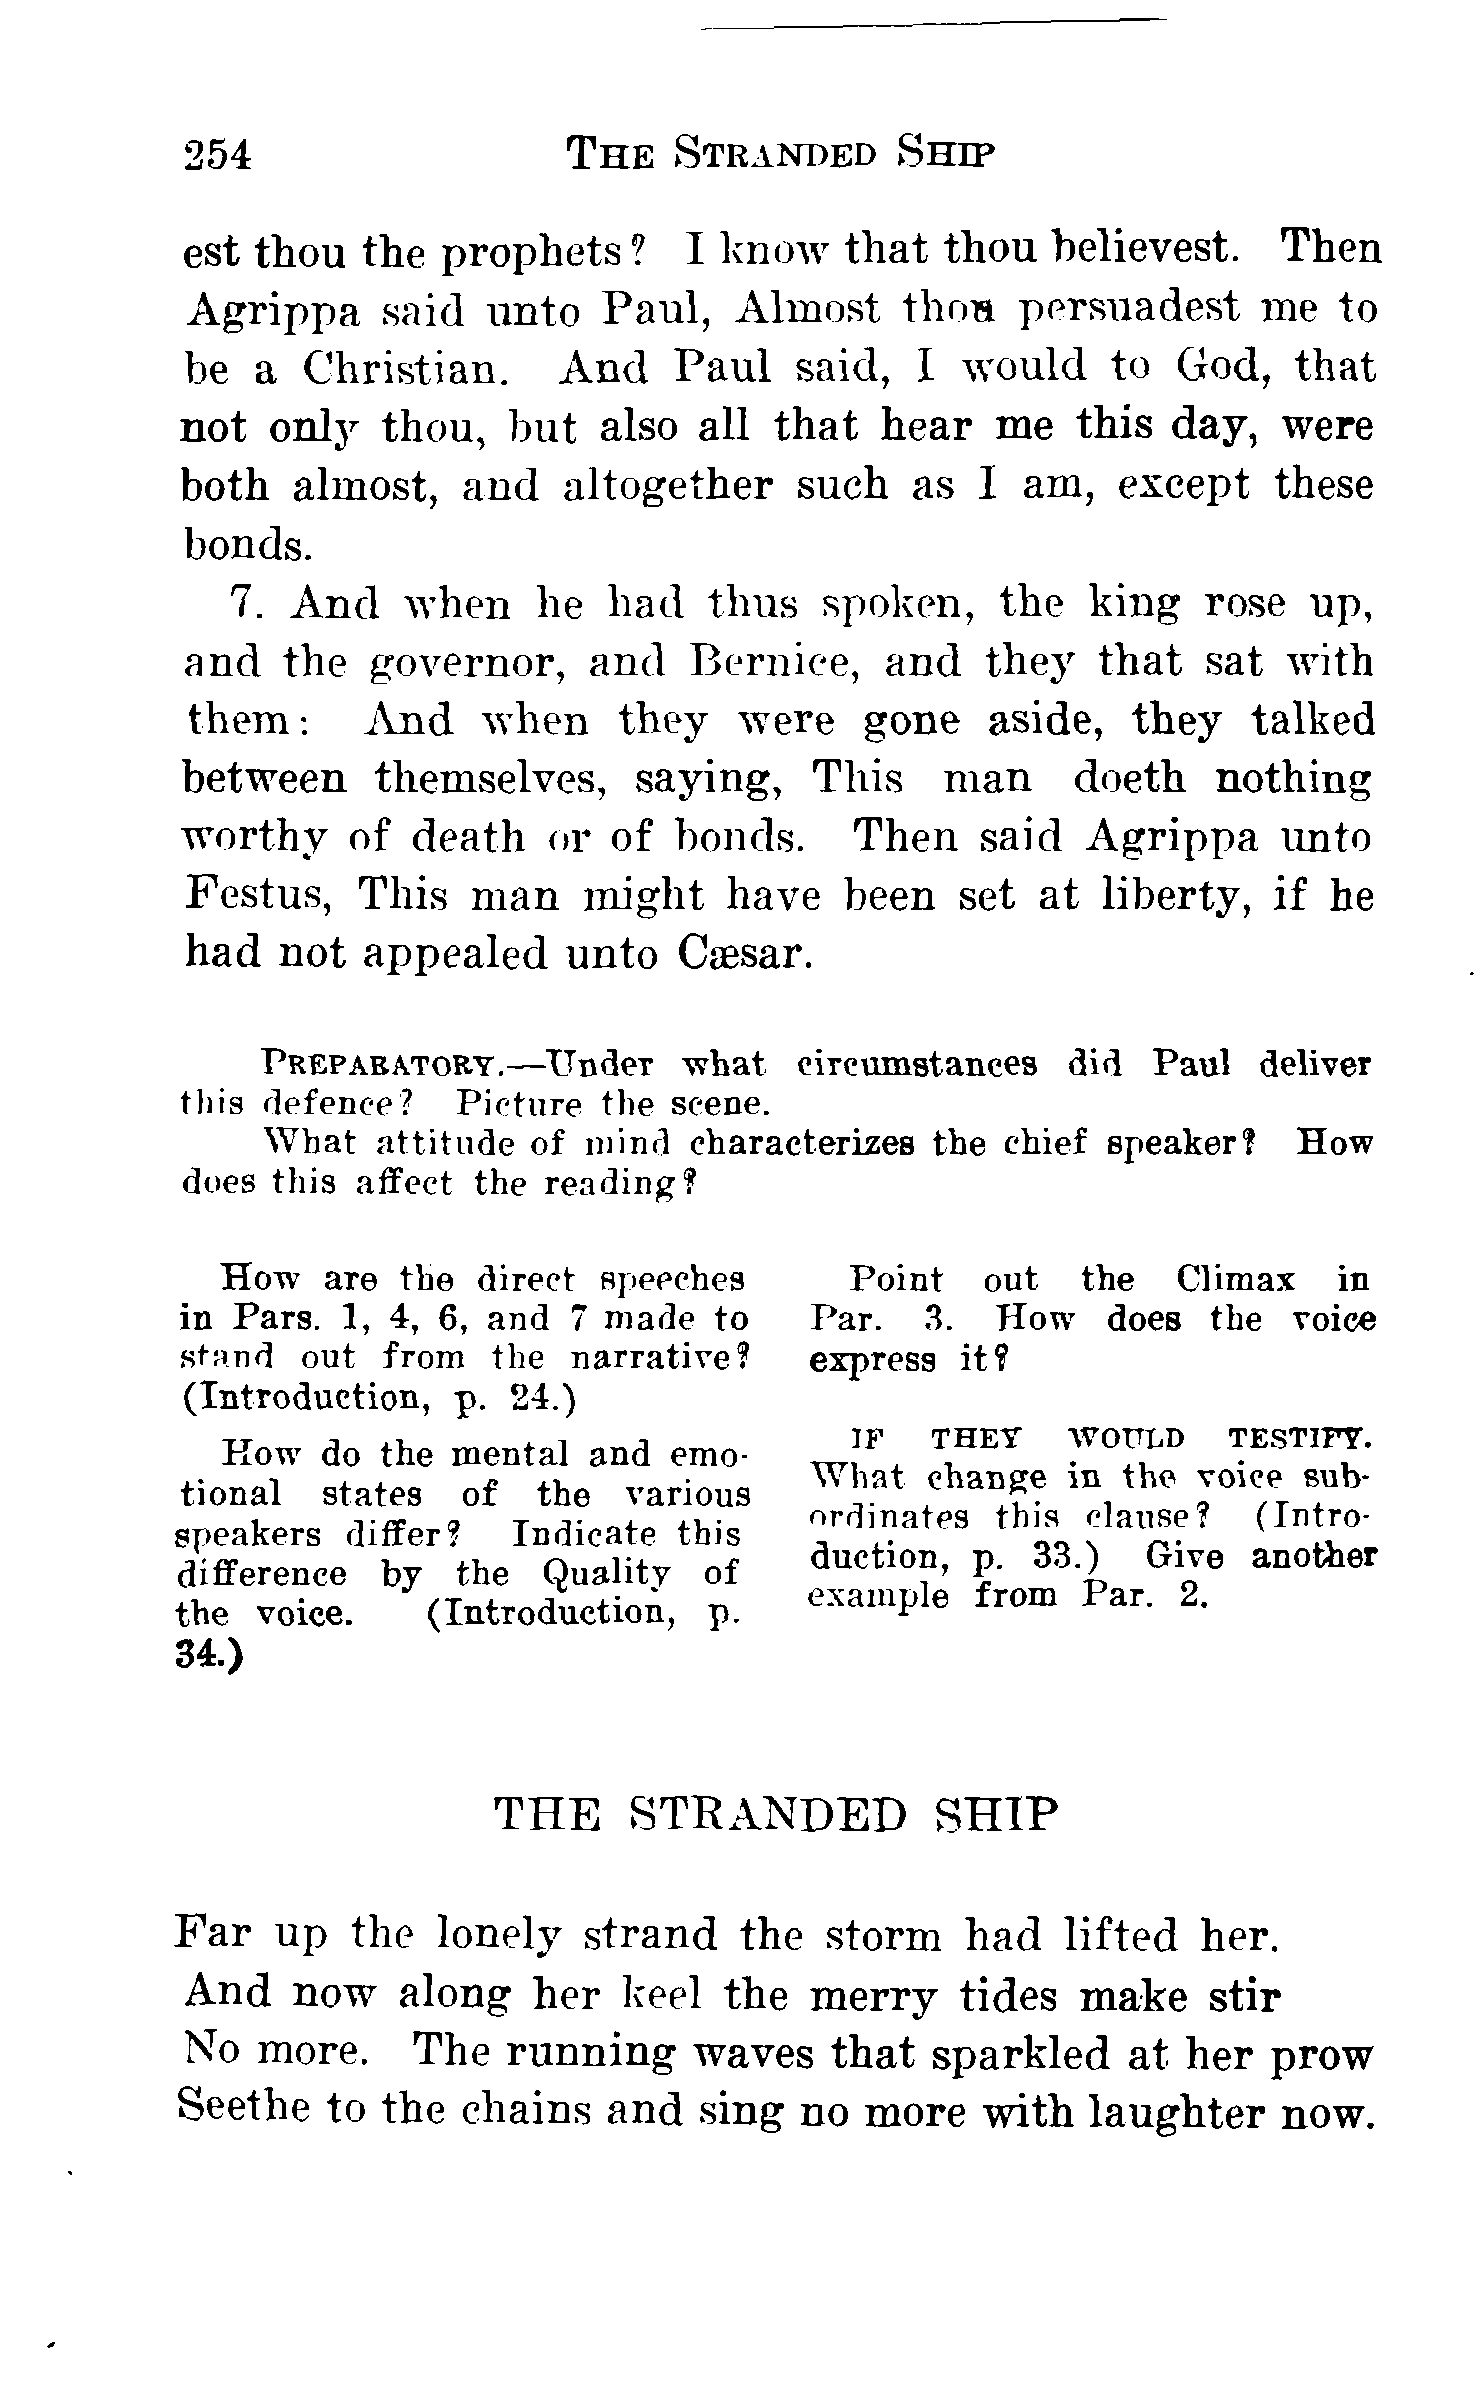 254 THE STRANDED SHIP
est thou the prophets? I know that thou believest. Then
Agrippa said unto Paul, Almost thou persuadest me to
be a Christian. And Paul said, I would to God, that
not only thou, but also all that hear me this day, were
both almost, and altogether such as I am, except these
bonds.
7. And when he had thus spoken, the king rose up,
and the governor, and Bernice, and they that sat with
them: And when they were gone aside, they talked
between themselves, saying, This man doeth nothing
worthy of death or of bonds. Then said Agrippa unto
Festus, This man might have been set at liberty, if he
had not appealed unto Cæsar.
PREPARATORY.—Under what circumstances did Paul deliver
this defence? Picture the scene.
What attitude of mind characterizes the chief speaker? How
does this affect the reading?
How are the direct speeches
in Pars. 1, 4, 6, and 7 made to
stand out from the narrative?
(Introduction, p. 24.)
How do the mental and emo-
tional states of the various
speakers differ? Indicate this
difference by the Quality of
the voice. (Introduction, p.
34.)
Point out the Climax in
Par. 3. How does the voice
express it?
IF THEY WOULD TESTIFY.
What change in the voice sub-
ordinates this clause? (Intro-
duction, p. 33.) Give another
example from Par. 2.
THE STRANDED SHIP
Far up the lonely strand the storm had lifted her.
And now along her keel the merry tides make stir
No more. The running waves that sparkled at her prow
Seethe to the chains and sing no more with laughter now.